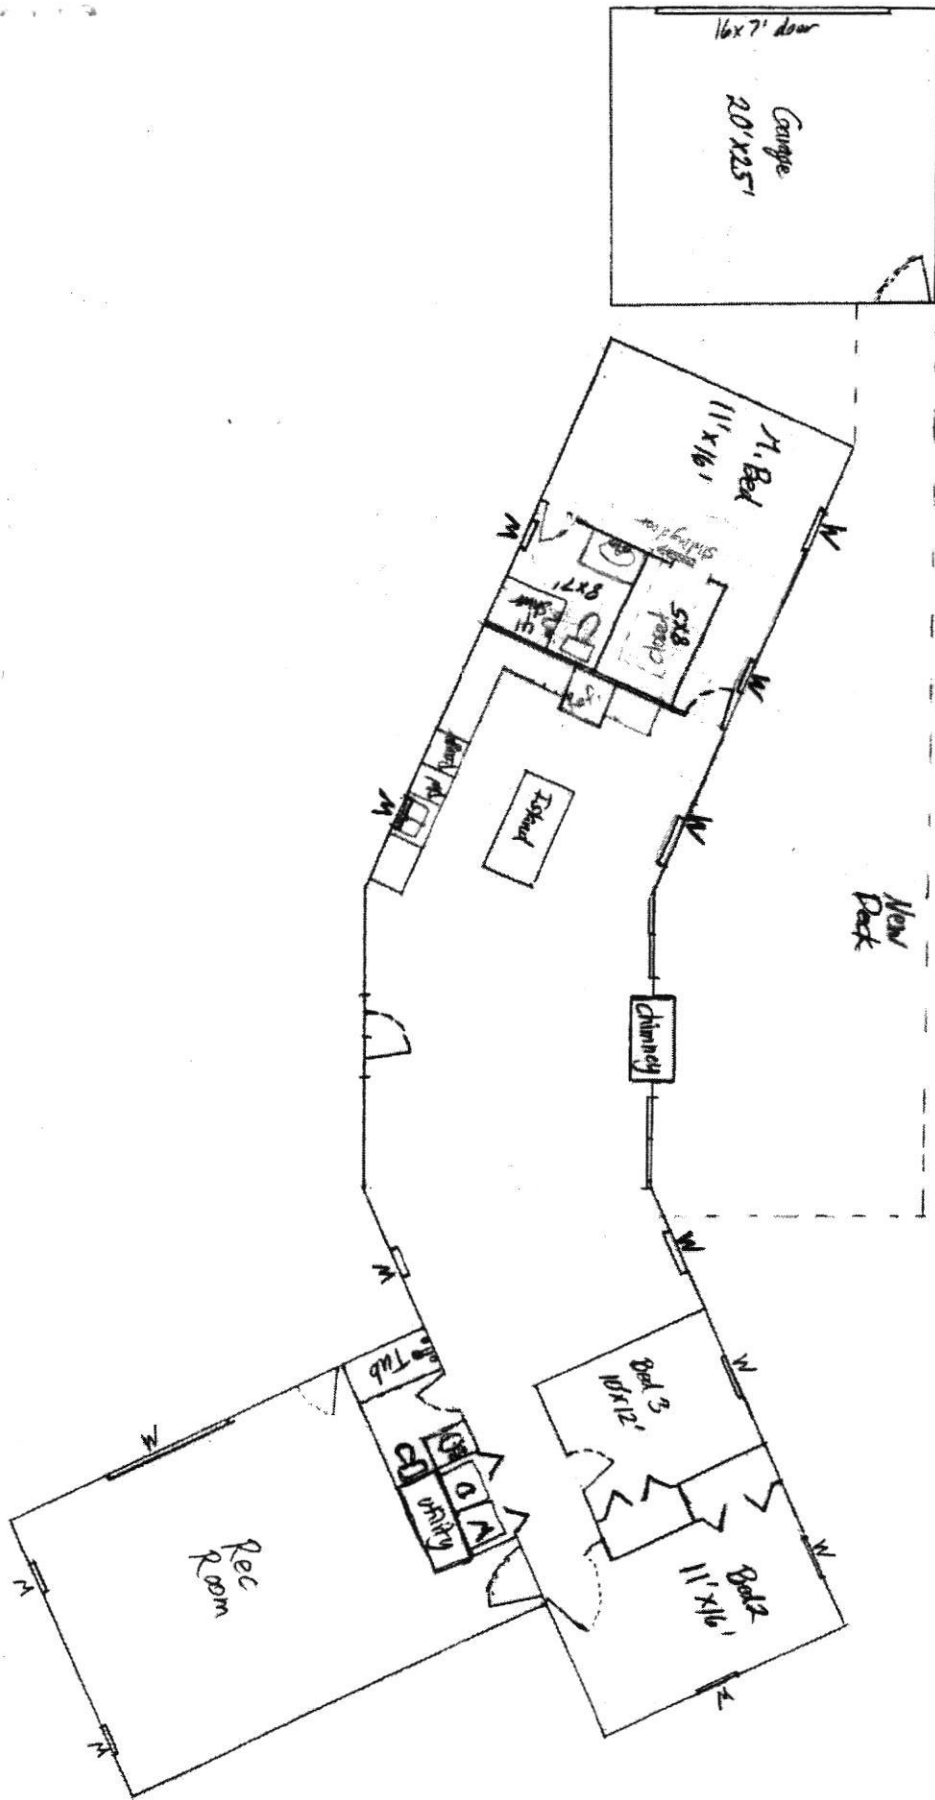 16x7' door
Garage
20'x25'
M. Bed
11'x16'
W
W
W
sliding door
5x8
closet
8x7'
W
Island
W
New
Deck
chimney
W
W
Bed 3
10'x12'
W
Bed 2
11'x16'
W
W
Tub
D
W
utility
Rec
Room
W
W
W